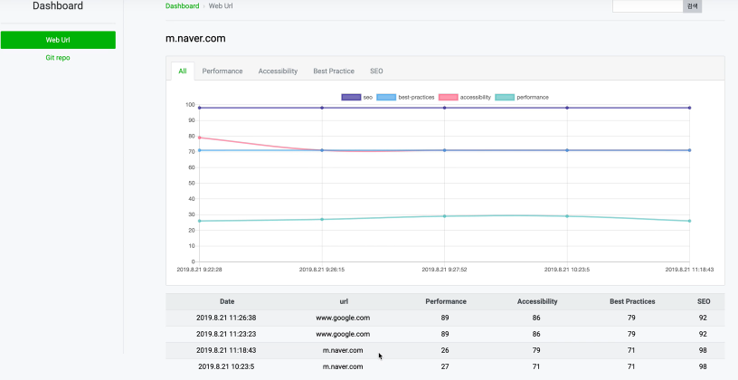 Dashboard
Dashboard Web Url
검색
Web Url
Git repo
m.naver.com
All Performance Accessibility Best Practice SEO
seo best-practices accessibility performance
100
90
80
70
60
50
40
30
20
10
0
2019.8.21 9:22:28 2019.8.21 9:26:15 2019.8.21 9:27:52 2019.8.21 10:23:5 2019.8.21 11:18:43
Date url Performance Accessibility Best Practices SEO
2019.8.21 11:26:38 www.google.com 89 86 79 92
2019.8.21 11:23:23 www.google.com 89 86 79 92
2019.8.21 11:18:43 m.naver.com 26 79 71 98
2019.8.21 10:23:5 m.naver.com 27 71 71 98